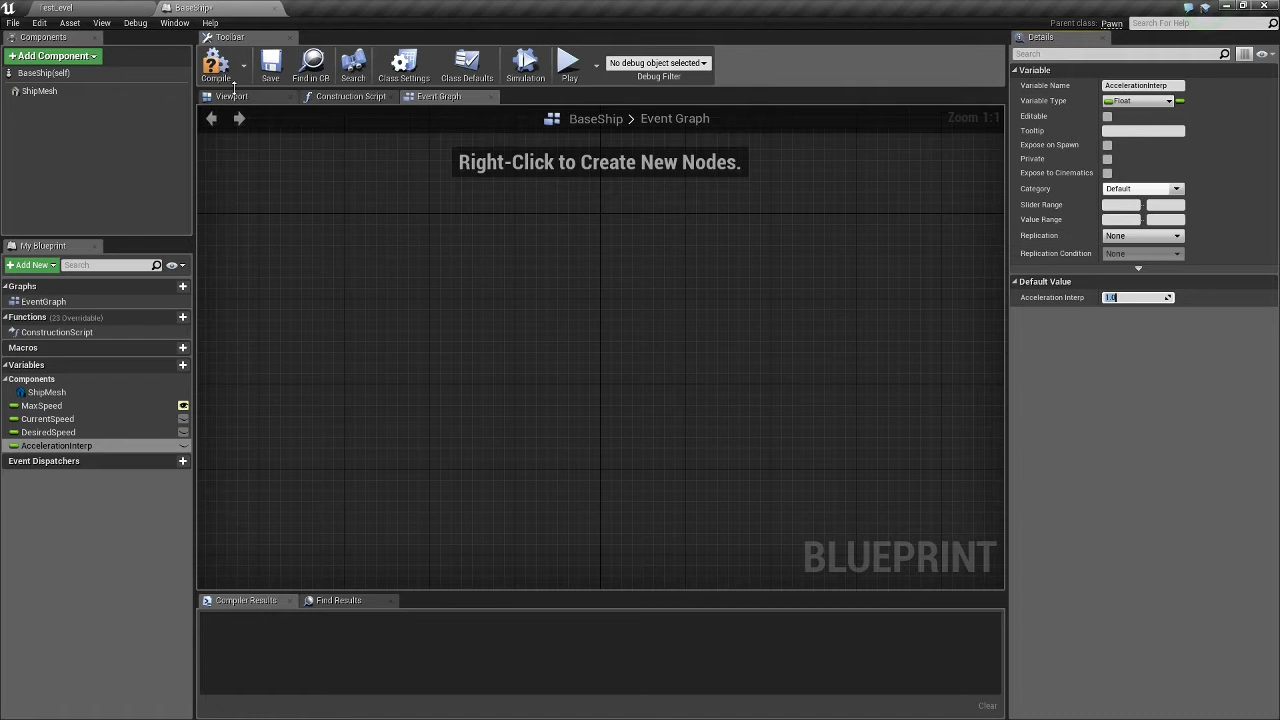 Test_Level
BaseShip*
File Edit Asset View Debug Window Help
Parent class: Pawn
Search For Help
Components
Toolbar
Details
+ Add Component
Search
BaseShip(self)
ShipMesh
Compile
Save
Find in CB
Search
Class Settings
Class Defaults
Simulation
Play
No debug object selected
Debug Filter
Viewport
Construction Script
Event Graph
BaseShip > Event Graph
Zoom 1:1
Right-Click to Create New Nodes.
BLUEPRINT
My Blueprint
+ Add New
Search
Graphs
EventGraph
Functions (23 Overridable)
ConstructionScript
Macros
Variables
Components
ShipMesh
MaxSpeed
CurrentSpeed
DesiredSpeed
AccelerationInterp
Event Dispatchers
Variable
Variable Name AccelerationInterp
Variable Type Float
Editable
Tooltip
Expose on Spawn
Private
Expose to Cinematics
Category Default
Slider Range
Value Range
Replication None
Replication Condition None
Default Value
Acceleration Interp 1.0
Compiler Results
Find Results
Clear